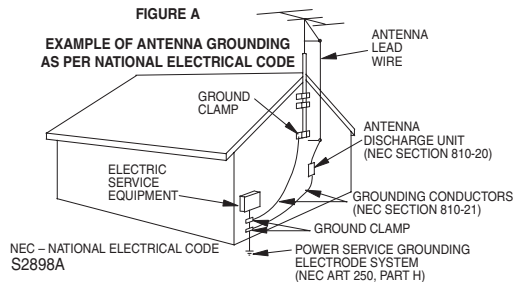 FIGURE A
EXAMPLE OF ANTENNA GROUNDING
AS PER NATIONAL ELECTRICAL CODE
ANTENNA
LEAD
WIRE
GROUND
CLAMP
ANTENNA
DISCHARGE UNIT
(NEC SECTION 810-20)
ELECTRIC
SERVICE
EQUIPMENT
GROUNDING CONDUCTORS
(NEC SECTION 810-21)
GROUND CLAMP
NEC – NATIONAL ELECTRICAL CODE
S2898A
POWER SERVICE GROUNDING
ELECTRODE SYSTEM
(NEC ART 250, PART H)